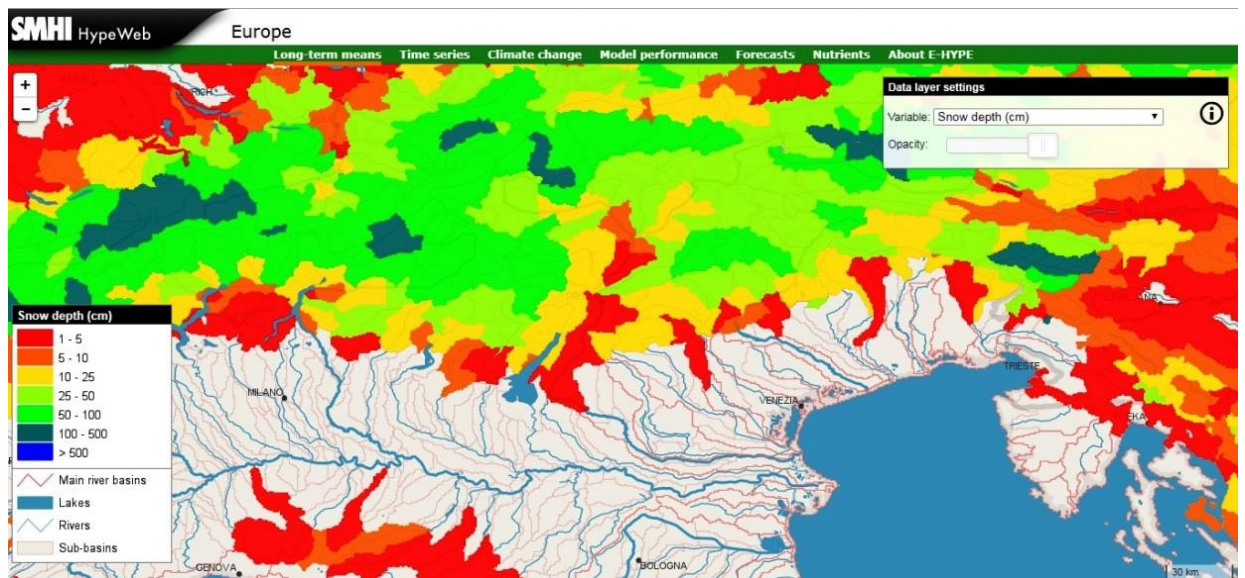 SMHI HypeWeb
Europe
Long-term means Time series Climate change Model performance Forecasts Nutrients About E-HYPE
+
−
Data layer settings
Variable: Snow depth (cm)
Opacity:
Snow depth (cm)
1 - 5
5 - 10
10 - 25
25 - 50
50 - 100
100 - 500
> 500
Main river basins
Lakes
Rivers
Sub-basins
MILANO
VENEZIA
TRIESTE
GENOVA
BOLOGNA
30 km